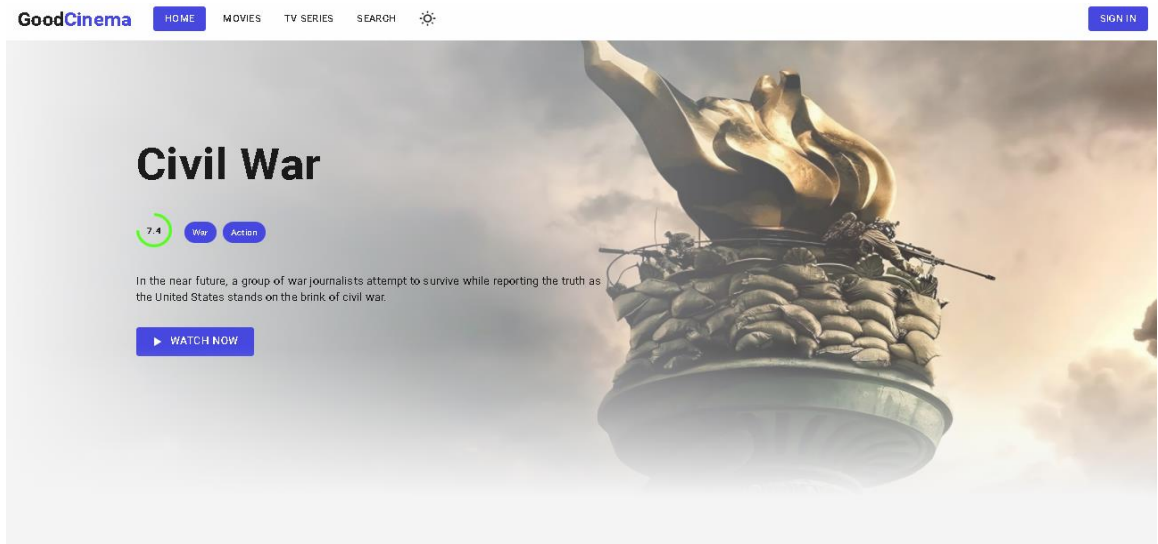 GoodCinema HOME MOVIES TV SERIES SEARCH SIGN IN
Civil War
7.4 War Action
In the near future, a group of war journalists attempt to survive while reporting the truth as
the United States stands on the brink of civil war.
WATCH NOW